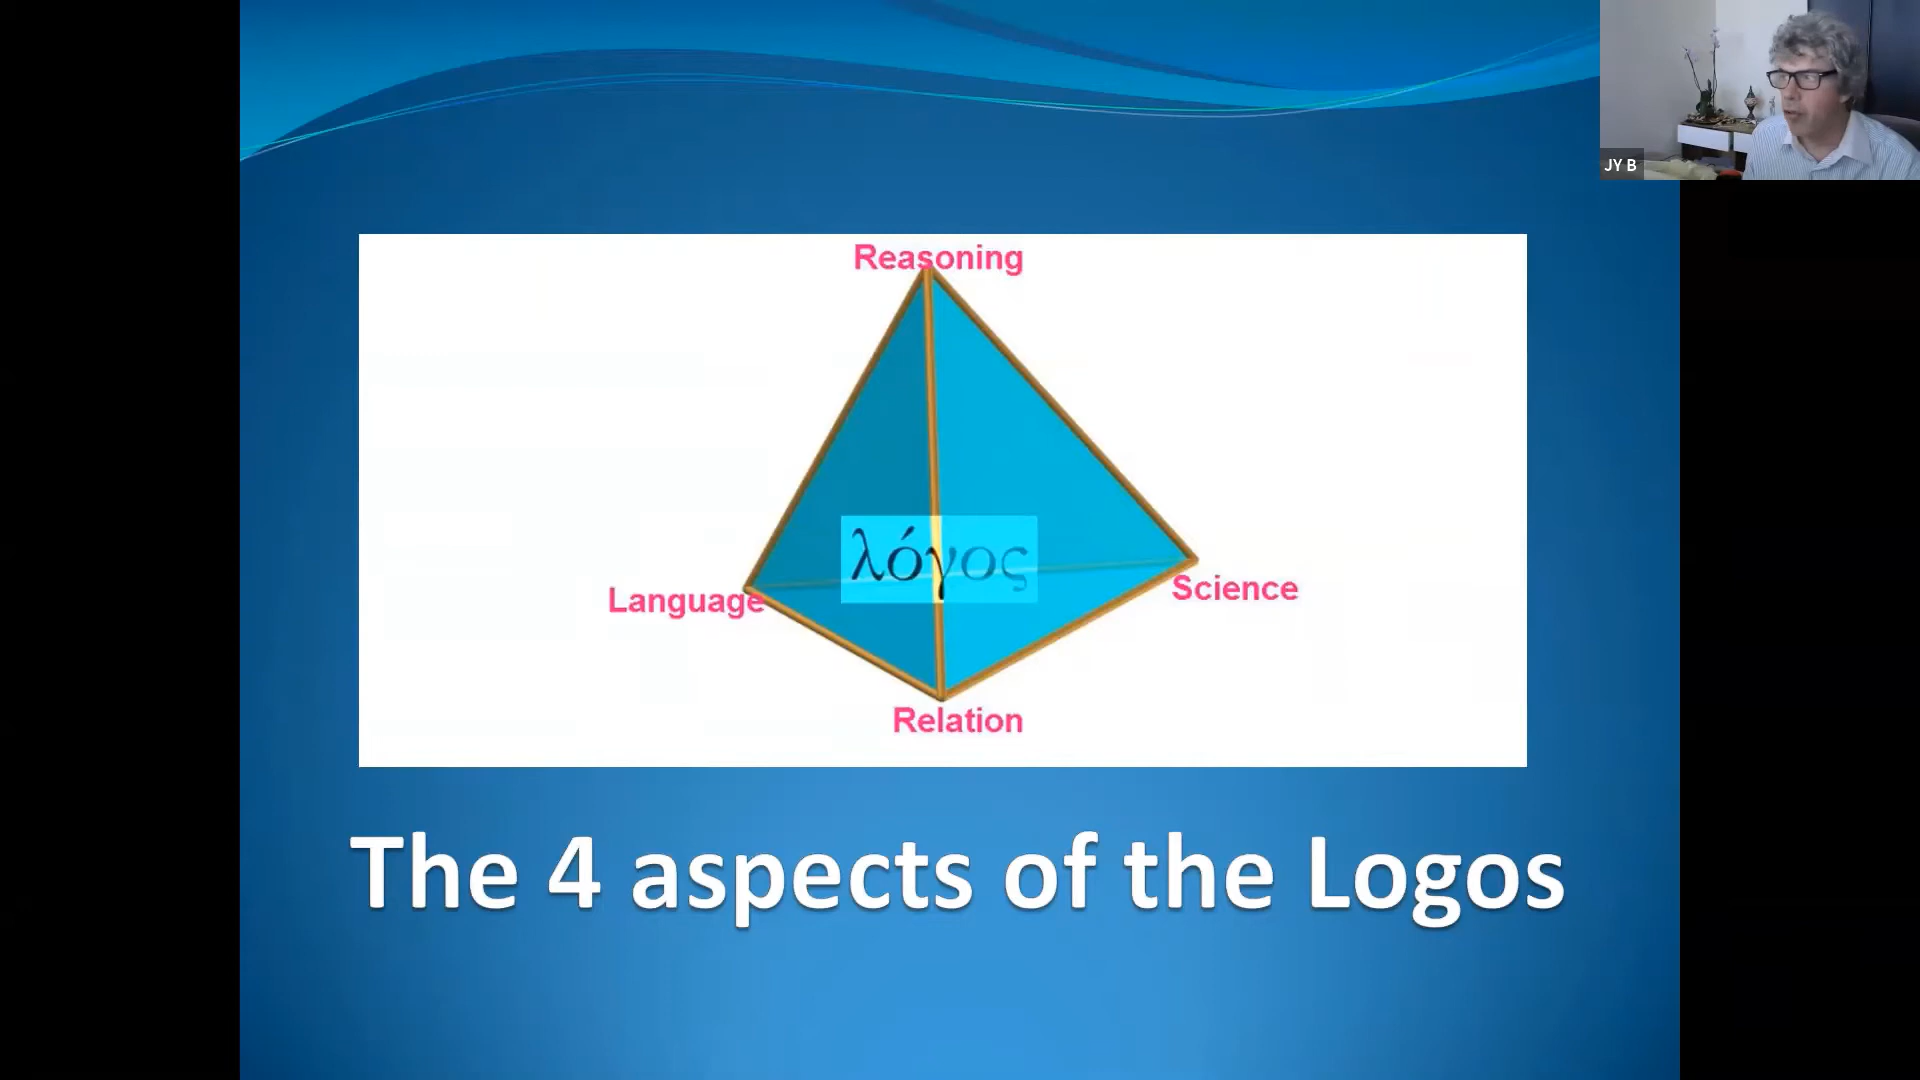 JY B
Reasoning
λόγος
Language
Science
Relation
The 4 aspects of the Logos